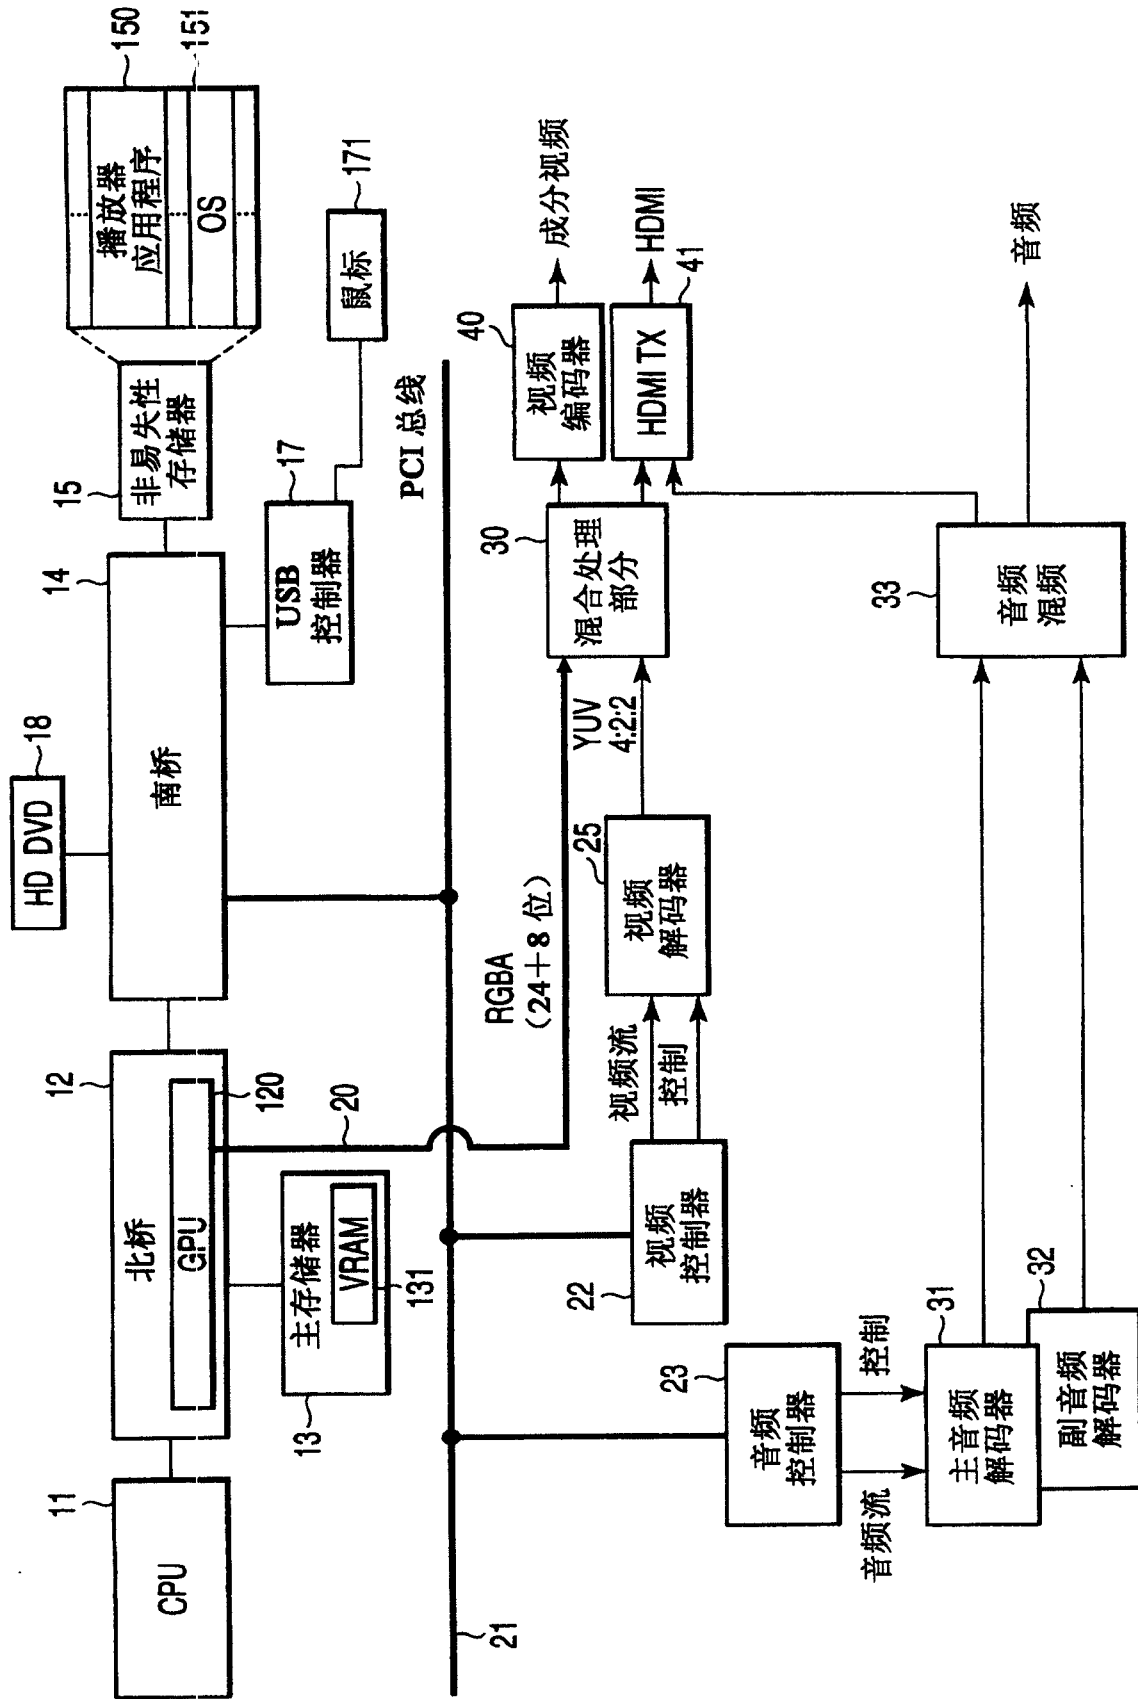 HD DVD
18
11
CPU
12
北桥
GPU
120
14
南桥
15
非易失性
存储器
播放器
应用程序
OS
150
151
13
主存储器
VRAM
131
20
17
USB
控制器
鼠标
171
21
PCI 总线
RGBA
(24+8 位)
22
视频
控制器
视频流
控制
25
视频
解码器
YUV
4:2:2
30
混合处理
部分
40
视频
编码器
成分视频
HDMI TX
41
HDMI
23
音频
控制器
音频流
控制
31
主音频
解码器
32
副音频
解码器
33
音频
混频
音频